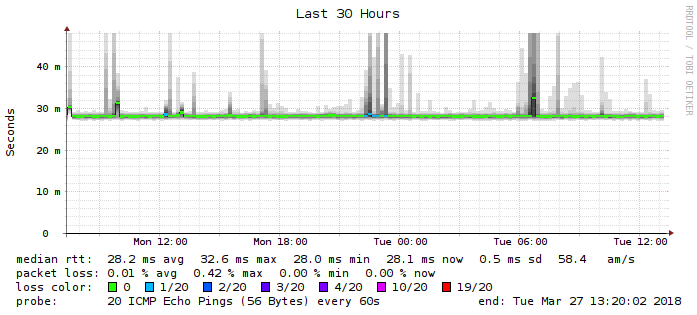 Last 30 Hours
RRDTOOL / TOBI OETIKER
Seconds
40 m
30 m
20 m
10 m
0
Mon 12:00 Mon 18:00 Tue 00:00 Tue 06:00 Tue 12:00
median rtt: 28.2 ms avg 32.6 ms max 28.0 ms min 28.1 ms now 0.5 ms sd 58.4 am/s
packet loss: 0.01 % avg 0.42 % max 0.00 % min 0.00 % now
loss color: 0 1/20 2/20 3/20 4/20 10/20 19/20
probe: 20 ICMP Echo Pings (56 Bytes) every 60s end: Tue Mar 27 13:20:02 2018